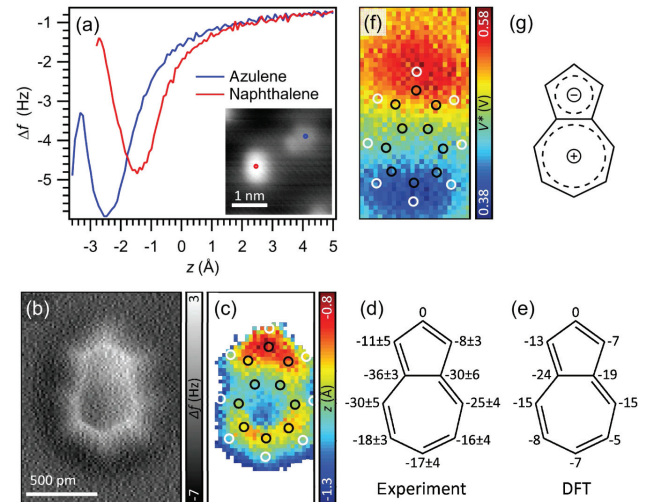 (a)
-1
-2
-3
-4
-5
Δf (Hz)
Azulene
Naphthalene
1 nm
-3 -2 -1 0 1 2 3 4 5
z (Å)
(f)
0.58
V* (V)
0.38
(g)
−
+
(b)
3
Δf (Hz)
-7
500 pm
(c)
-0.8
z (Å)
-1.3
(d)
0
-11±5 -8±3
-36±3 30±6
-30±5 -25±4
-18±3 -16±4
-17±4
Experiment
(e)
0
-13 -7
-24 -19
-15 -15
-8 -5
-7
DFT